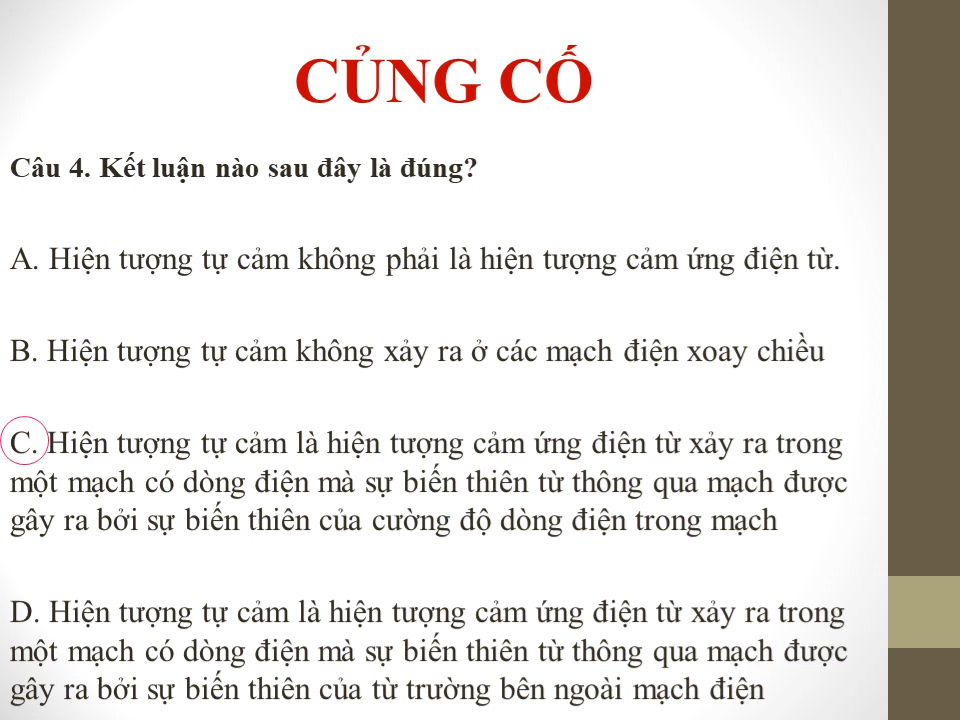 CỦNG CỐ
Câu 4. Kết luận nào sau đây là đúng?
A. Hiện tượng tự cảm không phải là hiện tượng cảm ứng điện từ.
B. Hiện tượng tự cảm không xảy ra ở các mạch điện xoay chiều
C. Hiện tượng tự cảm là hiện tượng cảm ứng điện từ xảy ra trong
một mạch có dòng điện mà sự biến thiên từ thông qua mạch được
gây ra bởi sự biến thiên của cường độ dòng điện trong mạch
D. Hiện tượng tự cảm là hiện tượng cảm ứng điện từ xảy ra trong
một mạch có dòng điện mà sự biến thiên từ thông qua mạch được
gây ra bởi sự biến thiên của từ trường bên ngoài mạch điện